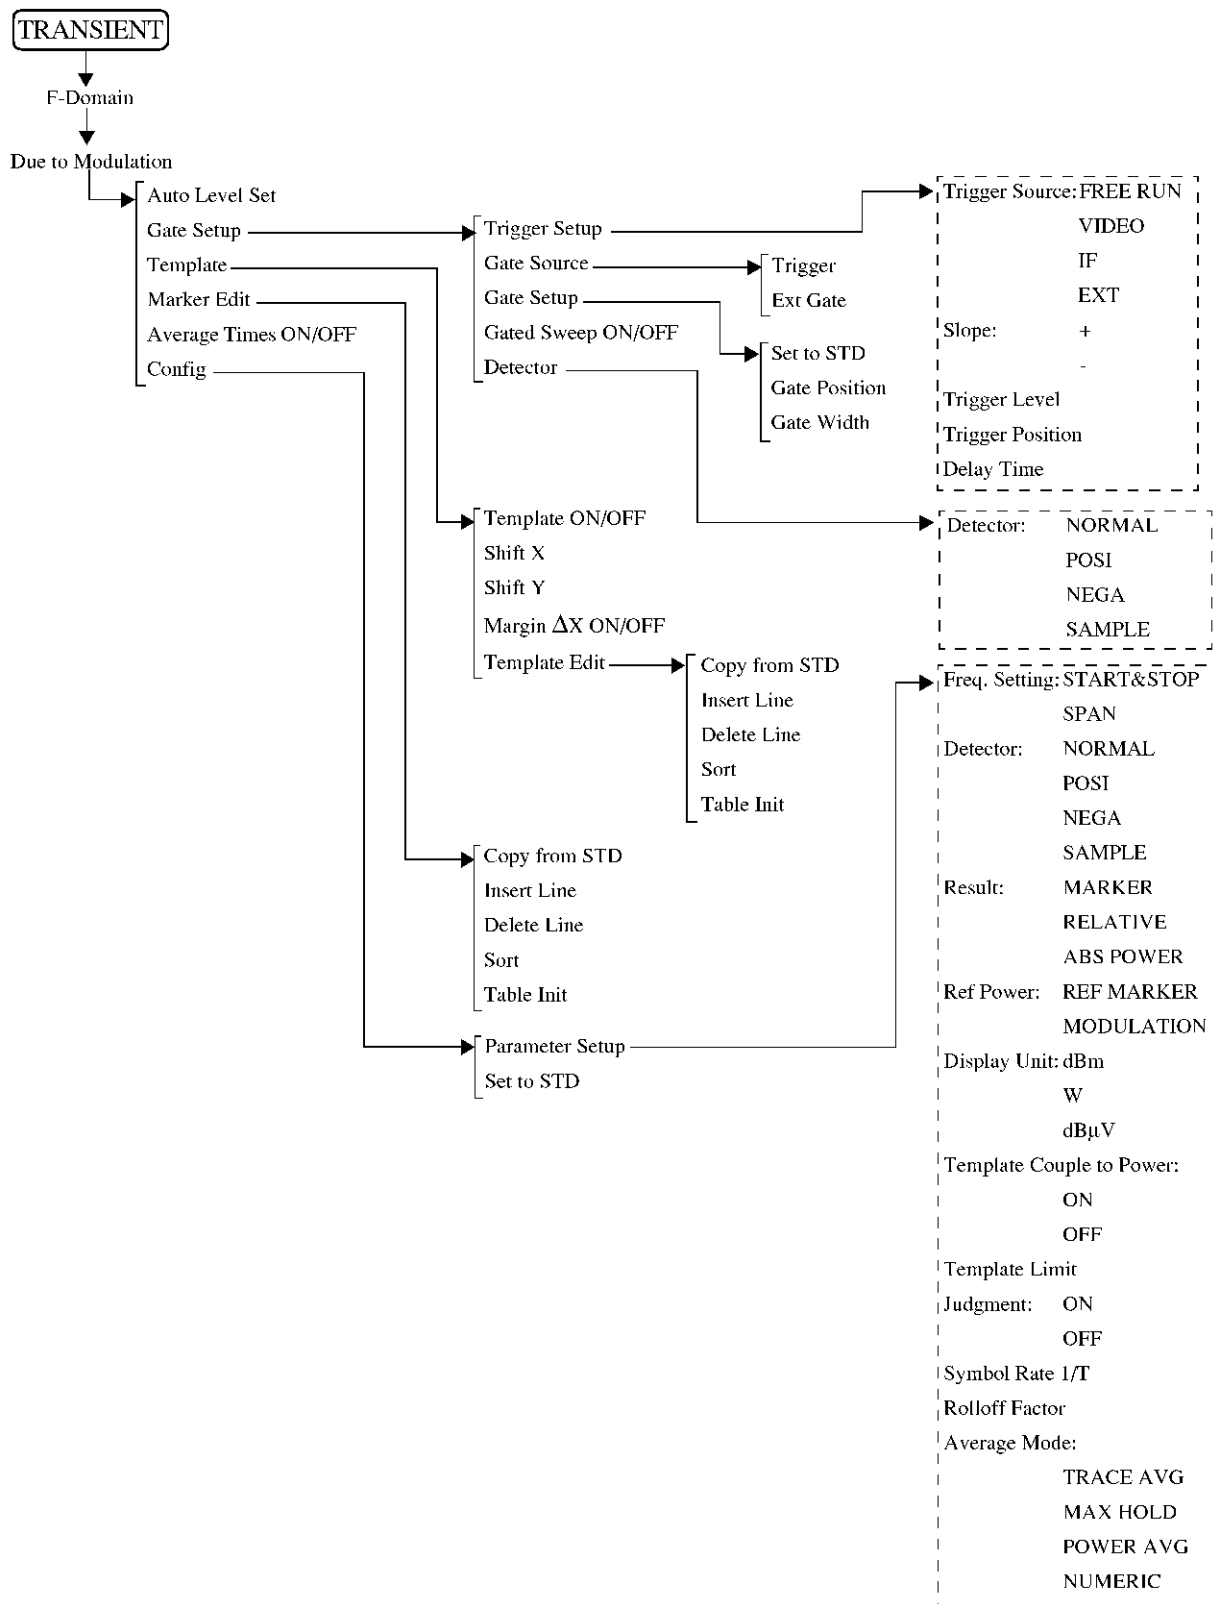 TRANSIENT
F-Domain
Due to Modulation
Auto Level Set
Gate Setup
Template
Marker Edit
Average Times ON/OFF
Config
Trigger Setup
Gate Source
Gate Setup
Gated Sweep ON/OFF
Detector
Trigger
Ext Gate
Set to STD
Gate Position
Gate Width
Template ON/OFF
Shift X
Shift Y
Margin ΔX ON/OFF
Template Edit
Copy from STD
Insert Line
Delete Line
Sort
Table Init
Copy from STD
Insert Line
Delete Line
Sort
Table Init
Parameter Setup
Set to STD
Trigger Source: FREE RUN
VIDEO
IF
EXT
Slope: +
-
Trigger Level
Trigger Position
Delay Time
Detector: NORMAL
POSI
NEGA
SAMPLE
Freq. Setting: START&STOP
SPAN
Detector: NORMAL
POSI
NEGA
SAMPLE
Result: MARKER
RELATIVE
ABS POWER
Ref Power: REF MARKER
MODULATION
Display Unit: dBm
W
dBμV
Template Couple to Power:
ON
OFF
Template Limit
Judgment: ON
OFF
Symbol Rate 1/T
Rolloff Factor
Average Mode:
TRACE AVG
MAX HOLD
POWER AVG
NUMERIC